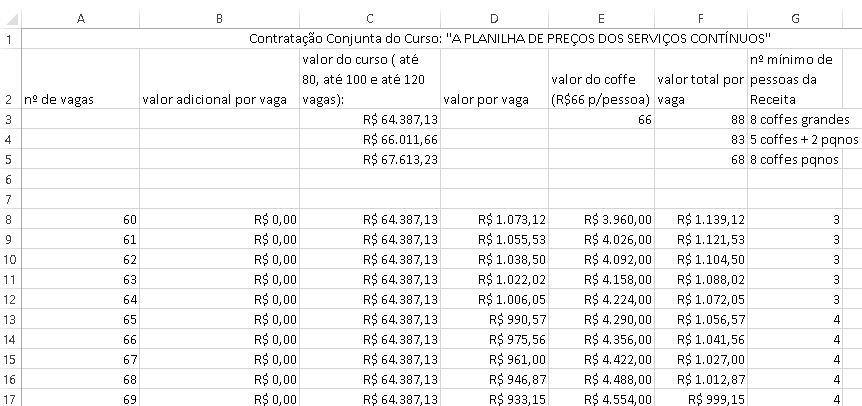 A B C D E F G
1 Contratação Conjunta do Curso: "A PLANILHA DE PREÇOS DOS SERVIÇOS CONTÍNUOS"
2 nº de vagas valor adicional por vaga valor do curso ( até 80, até 100 e até 120 vagas): valor por vaga valor do coffe (R$66 p/pessoa) valor total por vaga nº mínimo de pessoas da Receita
3 R$ 64.387,13 66 88 8 coffes grandes
4 R$ 66.011,66 83 5 coffes + 2 pqnos
5 R$ 67.613,23 68 8 coffes pqnos
6
7
8 60 R$ 0,00 R$ 64.387,13 R$ 1.073,12 R$ 3.960,00 R$ 1.139,12 3
9 61 R$ 0,00 R$ 64.387,13 R$ 1.055,53 R$ 4.026,00 R$ 1.121,53 3
10 62 R$ 0,00 R$ 64.387,13 R$ 1.038,50 R$ 4.092,00 R$ 1.104,50 3
11 63 R$ 0,00 R$ 64.387,13 R$ 1.022,02 R$ 4.158,00 R$ 1.088,02 3
12 64 R$ 0,00 R$ 64.387,13 R$ 1.006,05 R$ 4.224,00 R$ 1.072,05 3
13 65 R$ 0,00 R$ 64.387,13 R$ 990,57 R$ 4.290,00 R$ 1.056,57 4
14 66 R$ 0,00 R$ 64.387,13 R$ 975,56 R$ 4.356,00 R$ 1.041,56 4
15 67 R$ 0,00 R$ 64.387,13 R$ 961,00 R$ 4.422,00 R$ 1.027,00 4
16 68 R$ 0,00 R$ 64.387,13 R$ 946,87 R$ 4.488,00 R$ 1.012,87 4
17 69 R$ 0,00 R$ 64.387,13 R$ 933,15 R$ 4.554,00 R$ 999,15 4